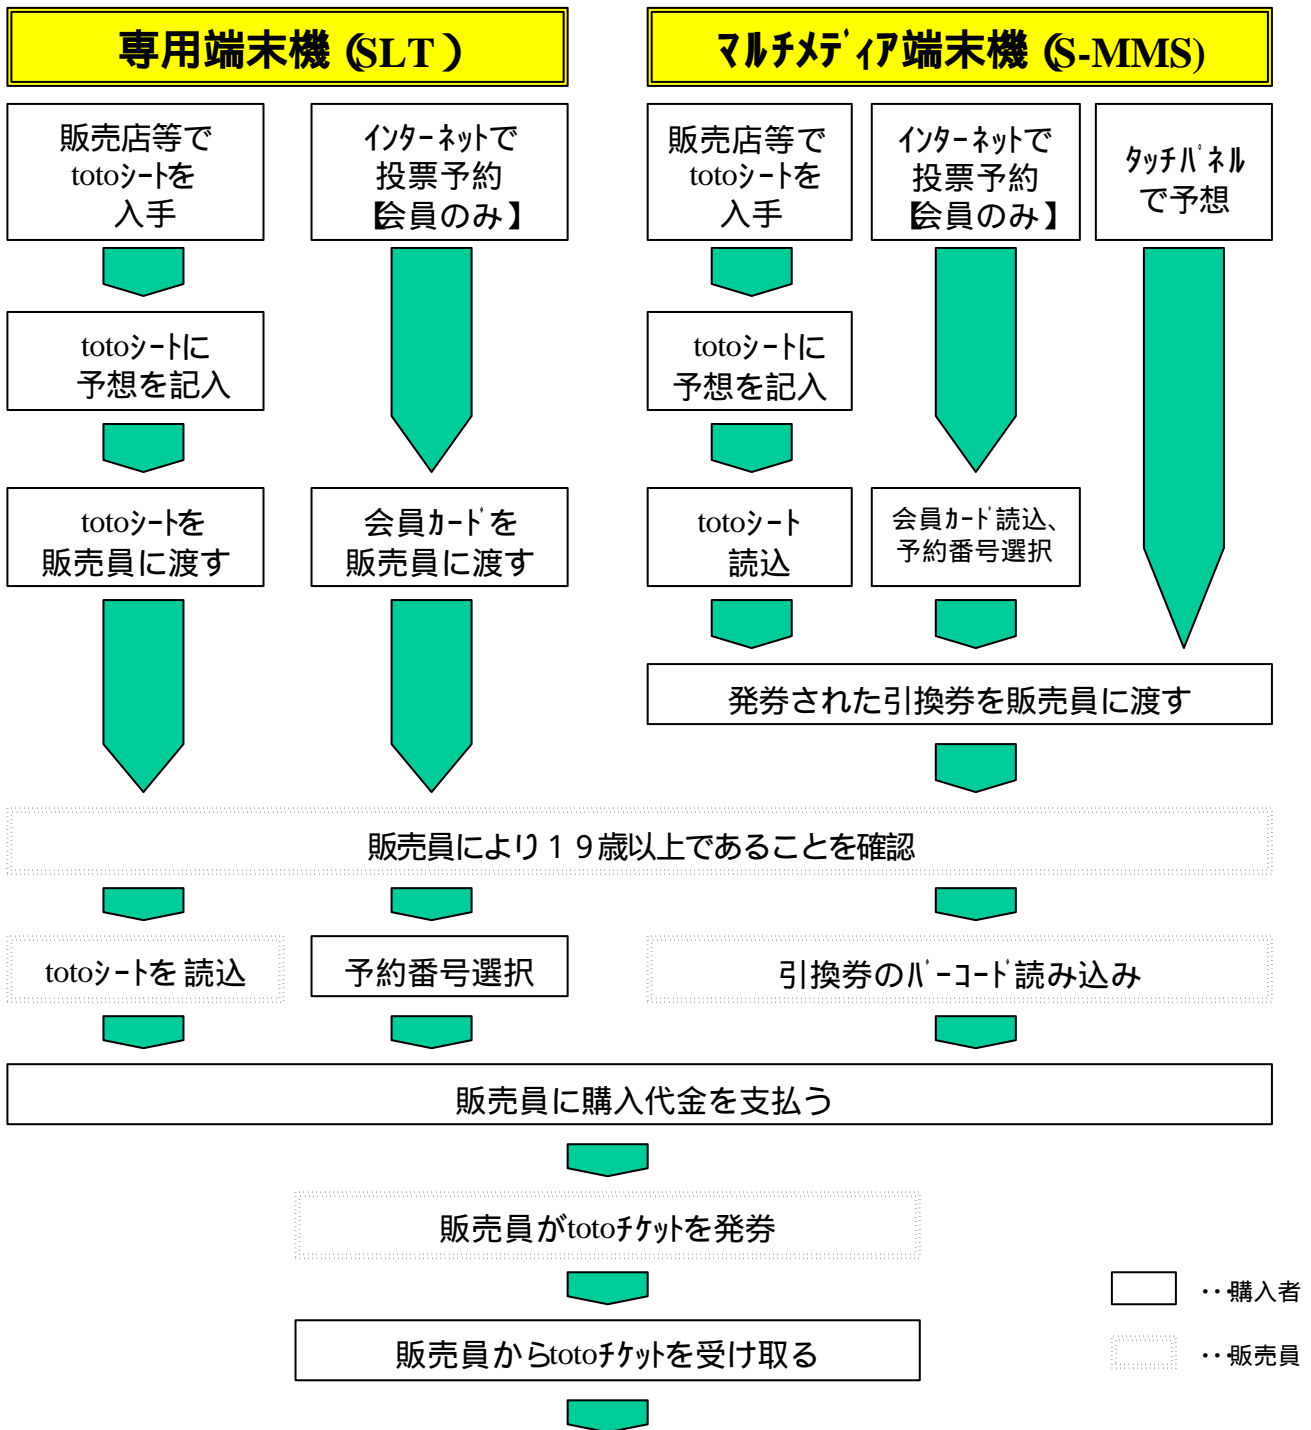 専用端末機(SLT)
マルチメディア端末機(S-MMS)
販売店等で
totoシートを
入手
インターネットで
投票予約
【会員のみ】
販売店等で
totoシートを
入手
インターネットで
投票予約
【会員のみ】
タッチパネル
で予想
totoシートに
予想を記入
totoシートに
予想を記入
totoシートを
販売員に渡す
会員カードを
販売員に渡す
totoシート
読込
会員カード読込、
予約番号選択
発券された引換券を販売員に渡す
販売員により19歳以上であることを確認
totoシートを読込
予約番号選択
引換券のバーコード読み込み
販売員に購入代金を支払う
販売員がtotoチケットを発券
販売員からtotoチケットを受け取る
・・・購入者
・・・販売員